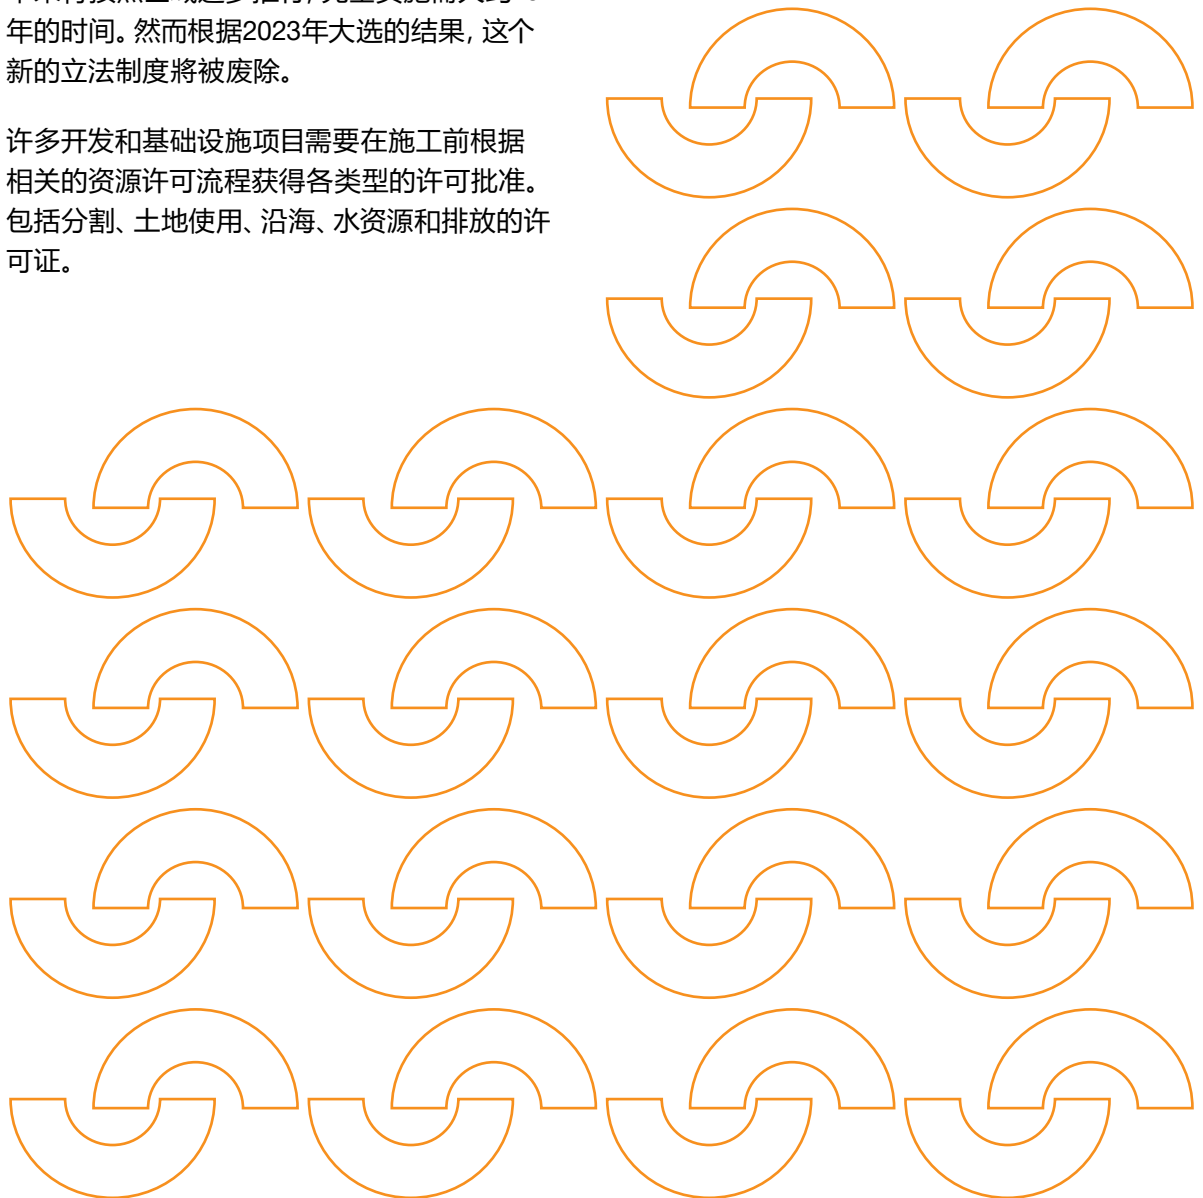 年的时间。然而根据2023年大选的结果, 这个
新的立法制度將被废除。
许多开发和基础设施项目需要在施工前根据
相关的资源许可流程获得各类型的许可批准。
包括分割、土地使用、沿海、水资源和排放的许
可证。